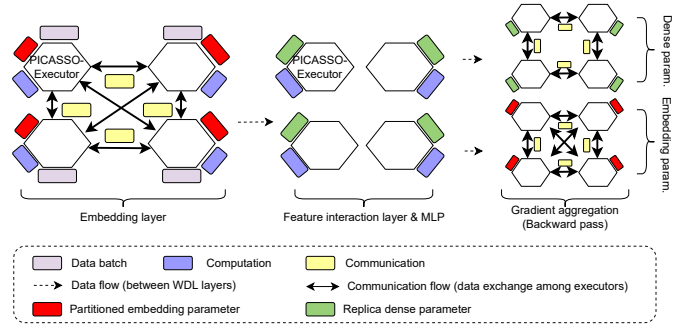 PICASSO-
Executor
PICASSO-
Executor
Dense param.
Embedding param.
Embedding layer
Feature interaction layer & MLP
Gradient aggregation
(Backward pass)
Data batch
Computation
Communication
Data flow (between WDL layers)
Communication flow (data exchange among executors)
Partitioned embedding parameter
Replica dense parameter